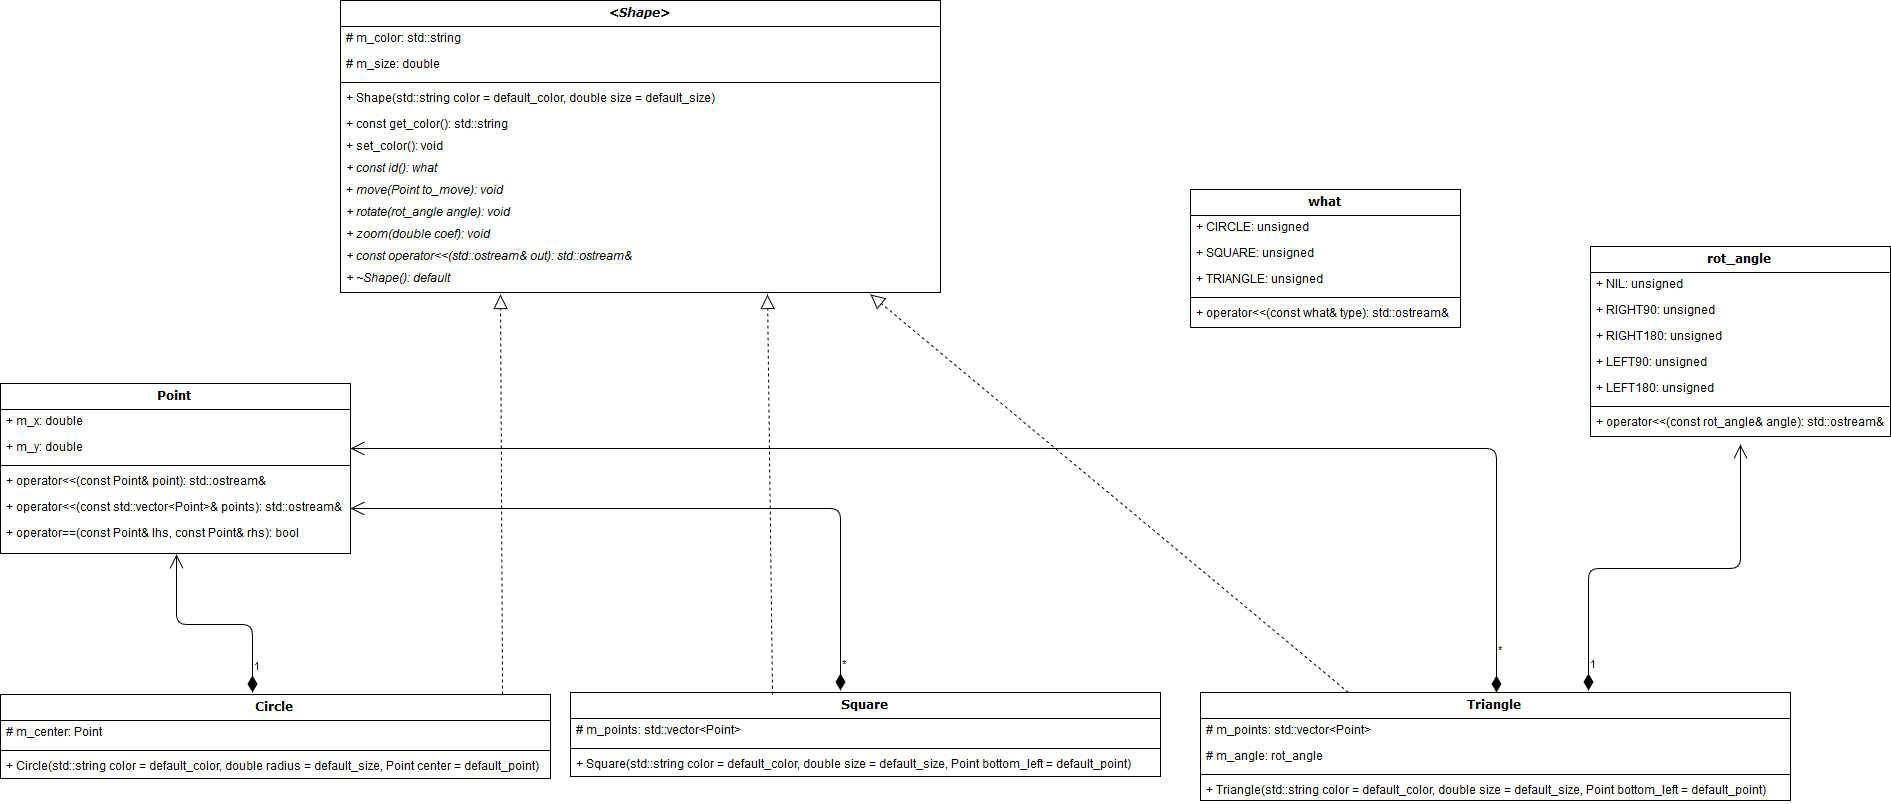 <Shape>
# m_color: std::string
# m_size: double
+ Shape(std::string color = default_color, double size = default_size)
+ const get_color(): std::string
+ set_color(): void
+ const id(): what
+ move(Point to_move): void
+ rotate(rot_angle angle): void
+ zoom(double coef): void
+ const operator<<(std::ostream& out): std::ostream&
+ ~Shape(): default
what
+ CIRCLE: unsigned
+ SQUARE: unsigned
+ TRIANGLE: unsigned
+ operator<<(const what& type): std::ostream&
rot_angle
+ NIL: unsigned
+ RIGHT90: unsigned
+ RIGHT180: unsigned
+ LEFT90: unsigned
+ LEFT180: unsigned
+ operator<<(const rot_angle& angle): std::ostream&
Point
+ m_x: double
+ m_y: double
+ operator<<(const Point& point): std::ostream&
+ operator<<(const std::vector<Point>& points): std::ostream&
+ operator==(const Point& lhs, const Point& rhs): bool
1
*
*
1
Circle
# m_center: Point
+ Circle(std::string color = default_color, double radius = default_size, Point center = default_point)
Square
# m_points: std::vector<Point>
+ Square(std::string color = default_color, double size = default_size, Point bottom_left = default_point)
Triangle
# m_points: std::vector<Point>
# m_angle: rot_angle
+ Triangle(std::string color = default_color, double size = default_size, Point bottom_left = default_point)